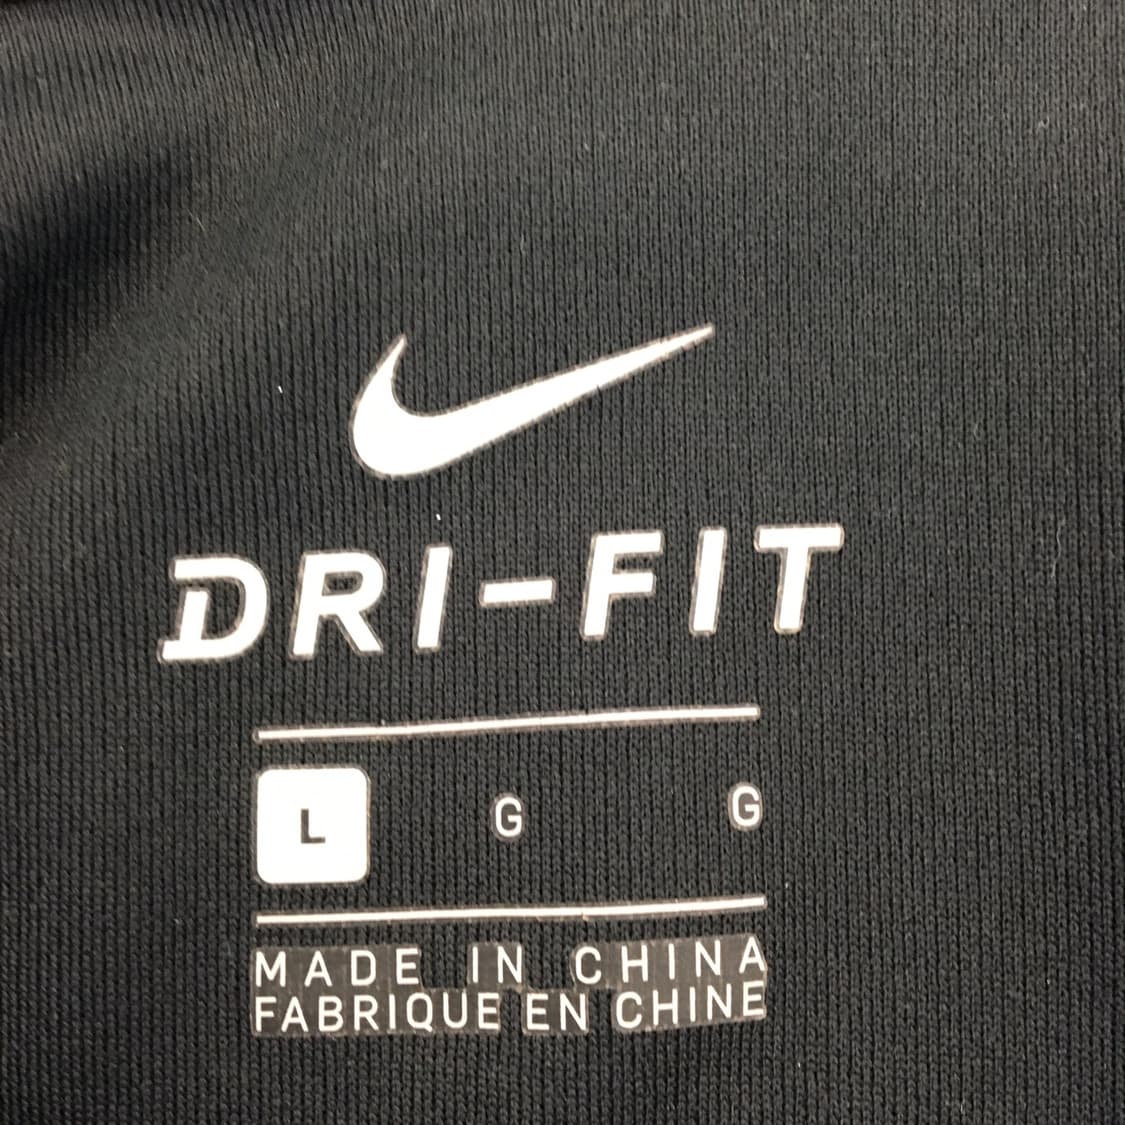 DRI-FIT
L G G
MADE IN CHINA
FABRIQUE EN CHINE